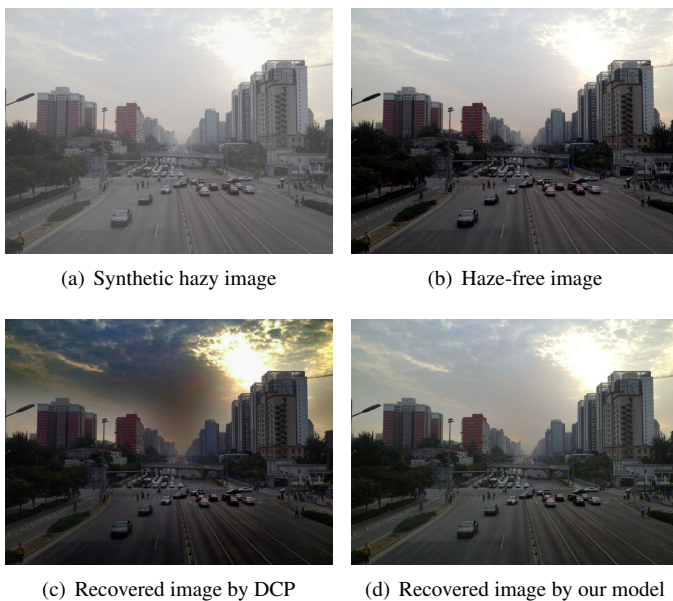 (a) Synthetic hazy image
(b) Haze-free image
(c) Recovered image by DCP
(d) Recovered image by our model